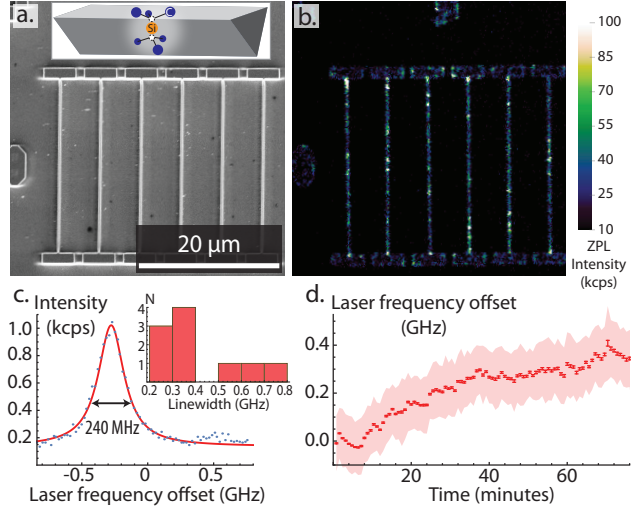 a.
Si
20 μm
b.
100
85
70
55
40
25
10
ZPL
Intensity
(kcps)
c.
Intensity
(kcps)
1.0
0.8
0.6
0.4
0.2
240 MHz
-0.5
0
0.5
Laser frequency offset (GHz)
N
4
3
2
1
0.2 0.3 0.4 0.5 0.6 0.7 0.8
Linewidth (GHz)
d.
Laser frequency offset
(GHz)
0.4
0.2
0.0
20
40
60
Time (minutes)